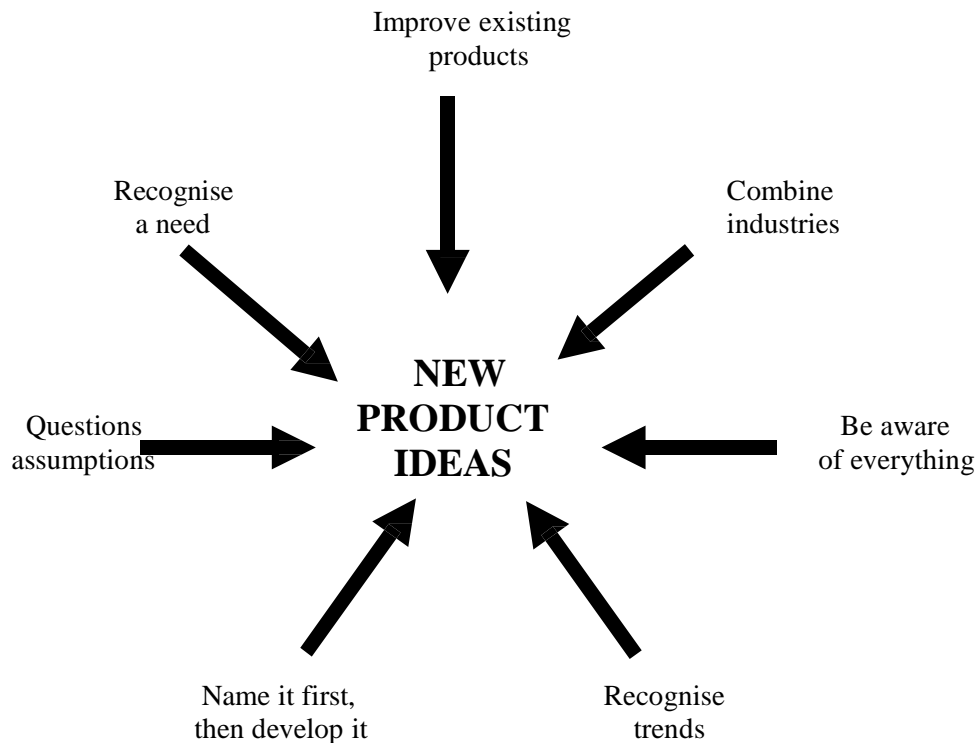 Improve existing
products
Recognise
a need
Combine
industries
NEW
PRODUCT
IDEAS
Questions
assumptions
Be aware
of everything
Name it first,
then develop it
Recognise
trends